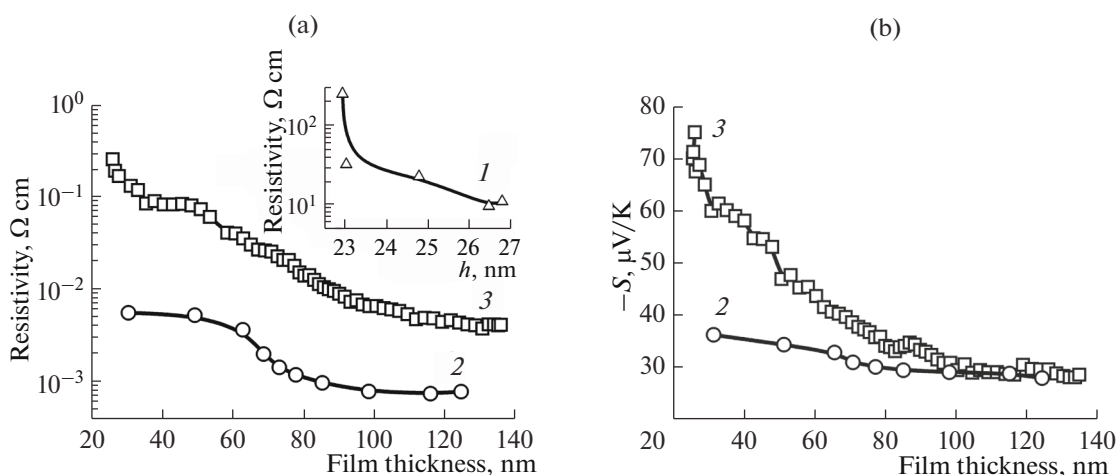 (a)
(b)
Resistivity, Ω cm
10^0
10^–1
10^–2
10^–3
20 40 60 80 100 120 140
Film thickness, nm
3
2
Resistivity, Ω cm
10^2
10^1
1
23 24 25 26 27
h, nm
–S, μV/K
80
70
60
50
40
30
3
2
20 40 60 80 100 120 140
Film thickness, nm